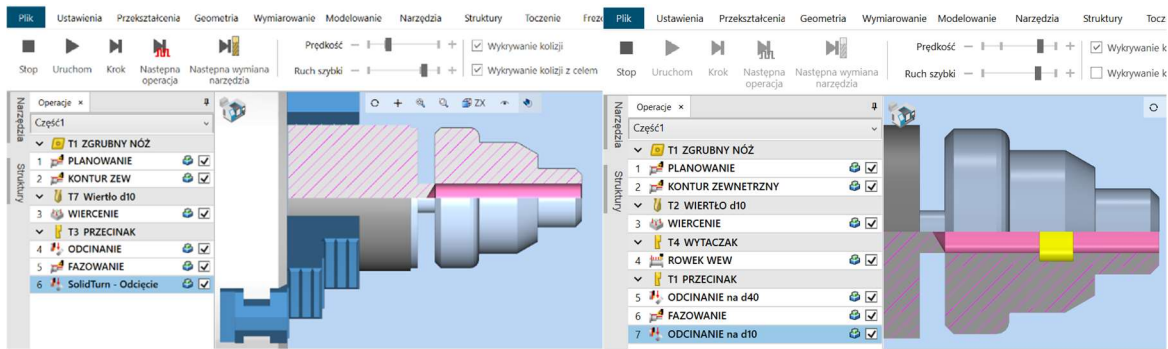 Plik Ustawienia Przekształcenia Geometria Wymiarowanie Modelowanie Narzędzia Struktury Toczenie Freze
Stop Uruchom Krok Następna operacja Następna wymiana narzędzia
Prędkość
Ruch szybki
Wykrywanie kolizji
Wykrywanie kolizji z celem
Narzędzia
Struktury
Operacje ×
ZX
Część1
T1 ZGRUBNY NÓŻ
1 PLANOWANIE
2 KONTUR ZEW
T7 Wiertło d10
3 WIERCENIE
T3 PRZECINAK
4 ODCINANIE
5 FAZOWANIE
6 SolidTurn - Odcięcie
Plik Ustawienia Przekształcenia Geometria Wymiarowanie Modelowanie Narzędzia Struktury Tocz
Stop Uruchom Krok Następna operacja Następna wymiana narzędzia
Prędkość
Ruch szybki
Wykrywanie k
Wykrywanie k
Narzędzia
Struktury
Operacje ×
Część1
T1 ZGRUBNY NÓŻ
1 PLANOWANIE
2 KONTUR ZEWNETRZNY
T2 WIERTŁO d10
3 WIERCENIE
T4 WYTACZAK
4 ROWEK WEW
T1 PRZECINAK
5 ODCINANIE na d40
6 FAZOWANIE
7 ODCINANIE na d10